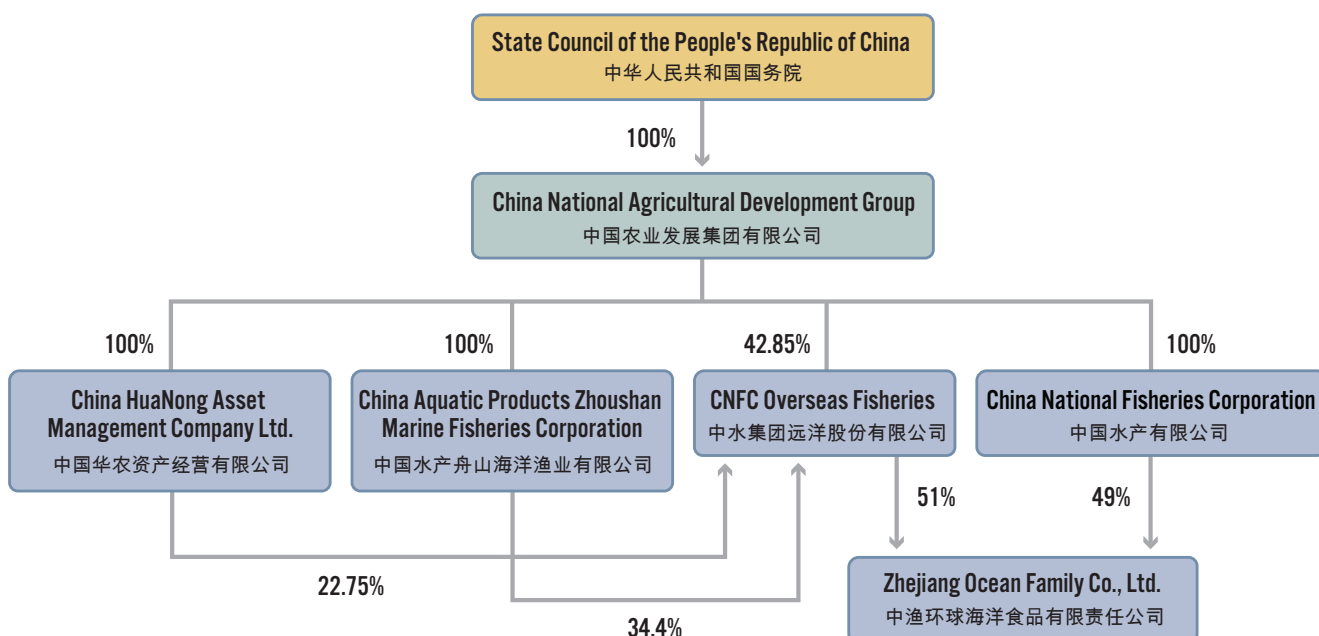 State Council of the People's Republic of China
中华人民共和国国务院
100%
China National Agricultural Development Group
中国农业发展集团有限公司
100%
100%
42.85%
100%
China HuaNong Asset
Management Company Ltd.
中国华农资产经营有限公司
China Aquatic Products Zhoushan
Marine Fisheries Corporation
中国水产舟山海洋渔业有限公司
CNFC Overseas Fisheries
中水集团远洋股份有限公司
China National Fisheries Corporation
中国水产有限公司
51%
49%
22.75%
34.4%
Zhejiang Ocean Family Co., Ltd.
中渔环球海洋食品有限责任公司